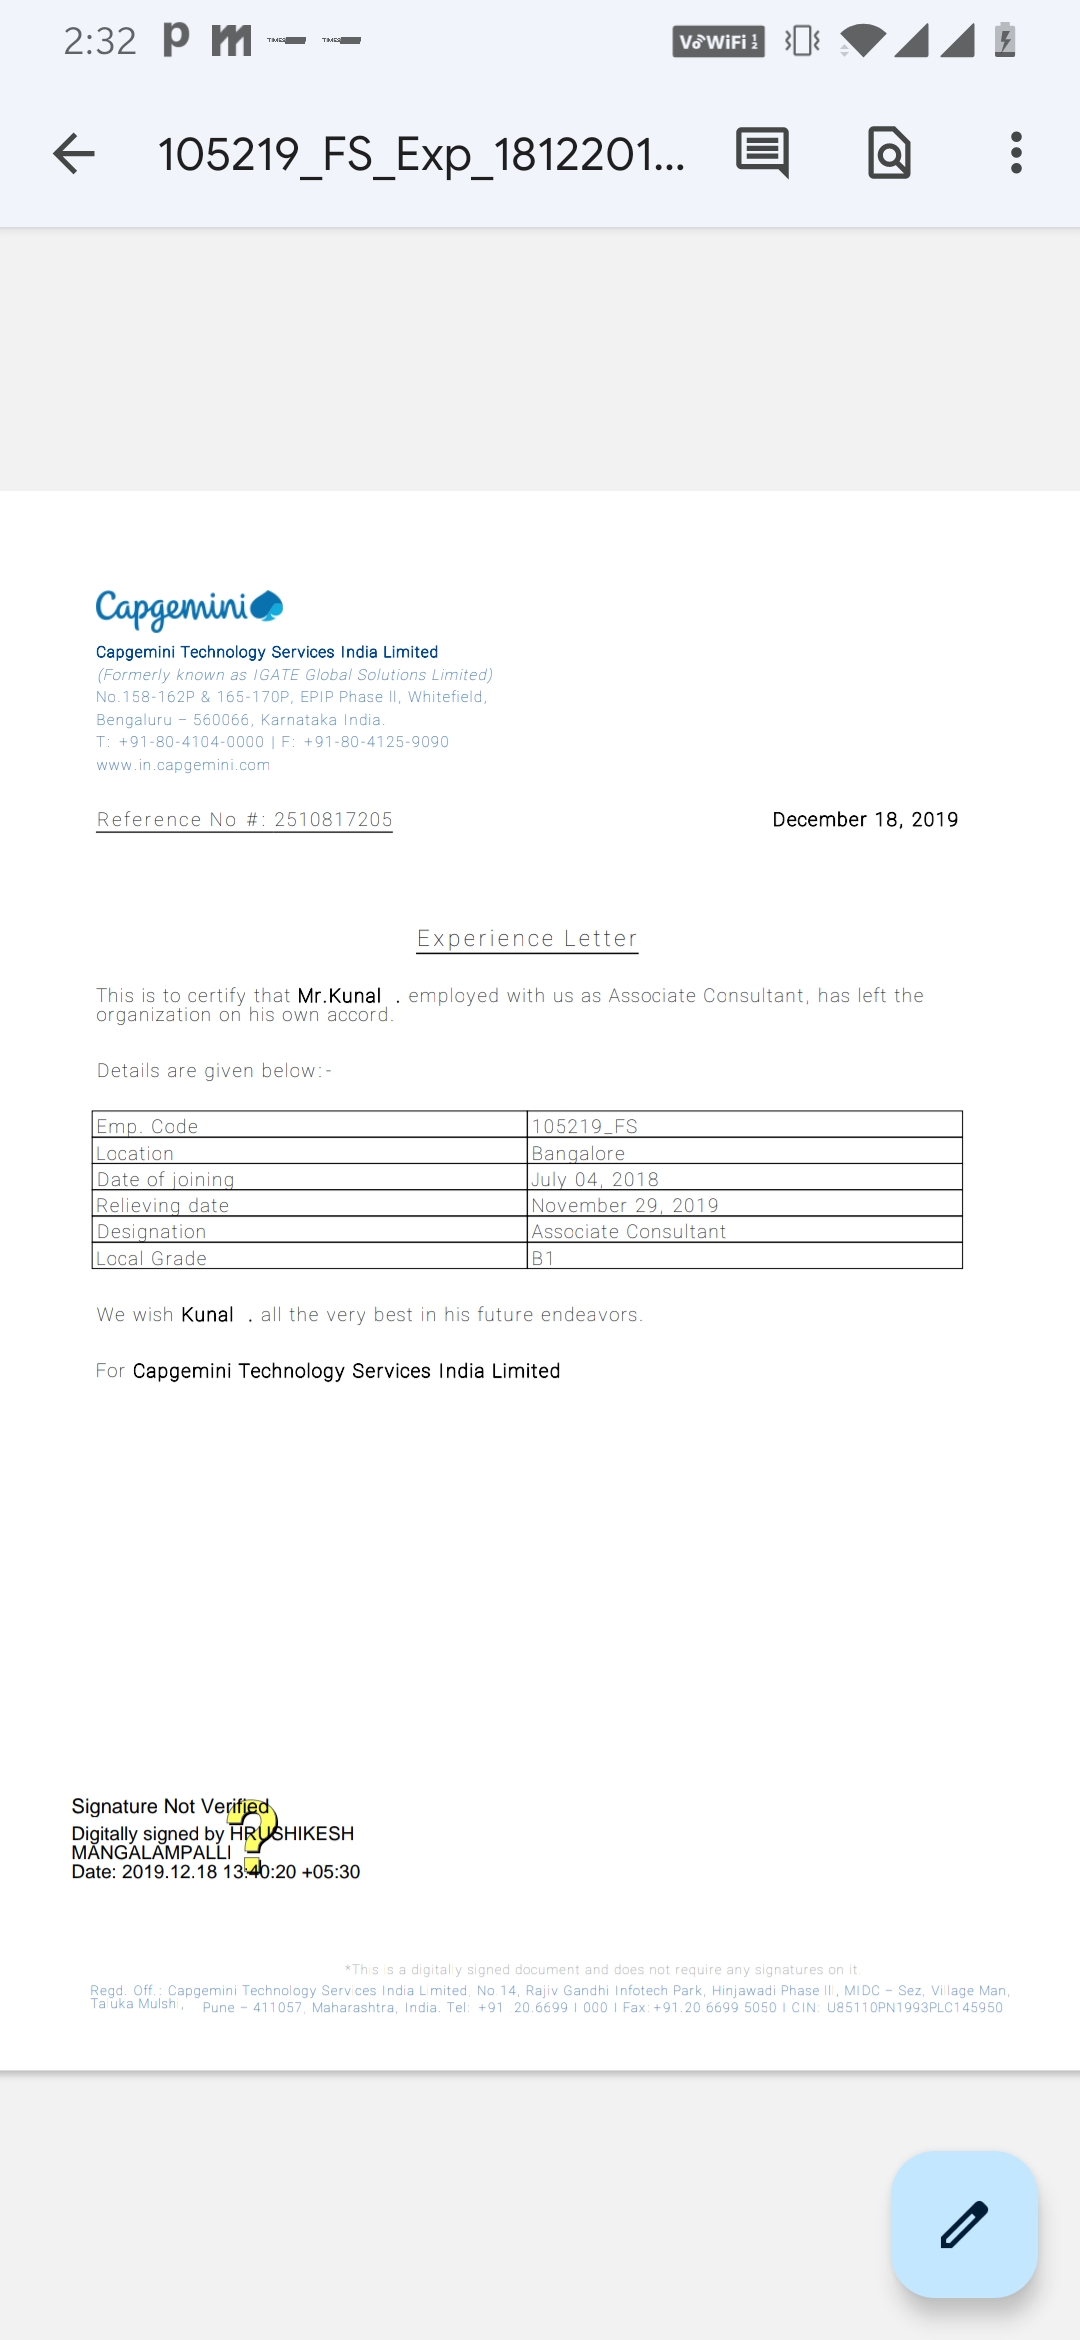 2:32
VoWiFi 1 2
105219_FS_Exp_1812201...
Capgemini
Capgemini Technology Services India Limited
(Formerly known as IGATE Global Solutions Limited)
No.158-162P & 165-170P, EPIP Phase II, Whitefield,
Bengaluru – 560066, Karnataka India.
T: +91-80-4104-0000 | F: +91-80-4125-9090
www.in.capgemini.com
Reference No #: 2510817205
December 18, 2019
Experience Letter
This is to certify that Mr.Kunal . employed with us as Associate Consultant, has left the
organization on his own accord.
Details are given below:-
Emp. Code 105219_FS
Location Bangalore
Date of joining July 04, 2018
Relieving date November 29, 2019
Designation Associate Consultant
Local Grade B1
We wish Kunal . all the very best in his future endeavors.
For Capgemini Technology Services India Limited
Signature Not Verified
Digitally signed by HRUSHIKESH
MANGALAMPALLI
Date: 2019.12.18 13:40:20 +05:30
*This is a digitally signed document and does not require any signatures on it
Regd. Off.: Capgemini Technology Services India Limited, No.14, Rajiv Gandhi Infotech Park, Hinjawadi Phase III, MIDC – Sez, Village Man,
Taluka Mulshi, Pune – 411057, Maharashtra, India. Tel: +91 .20.6699 I 000 I Fax:+91.20 6699 5050 I CIN: U85110PN1993PLC145950